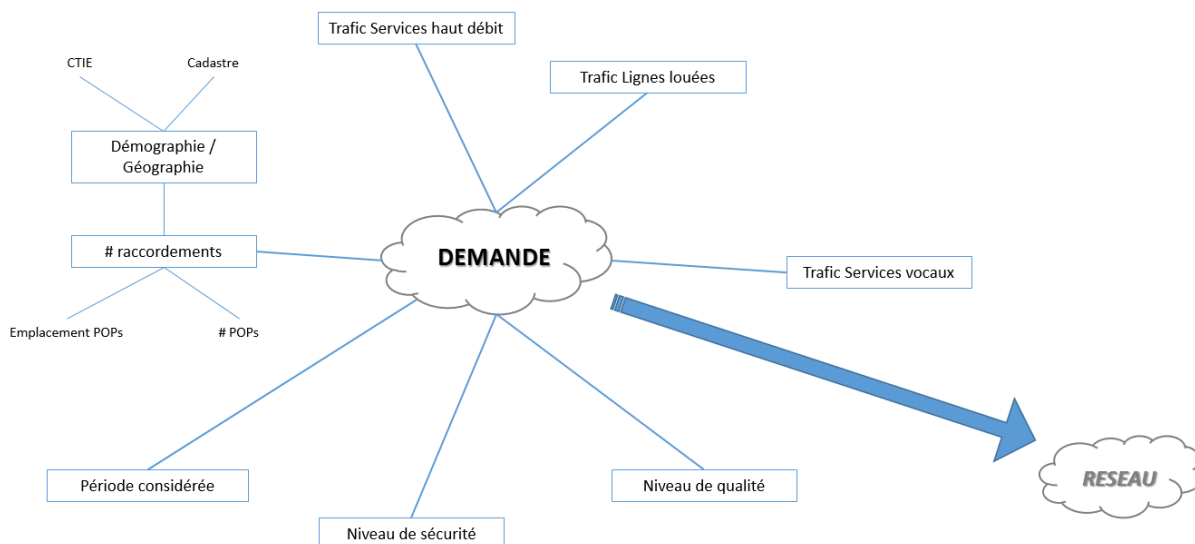 Trafic Services haut débit
CTIE
Cadastre
Trafic Lignes louées
Démographie /
Géographie
# raccordements
DEMANDE
Trafic Services vocaux
Emplacement POPs
# POPs
Période considérée
Niveau de qualité
RESEAU
Niveau de sécurité